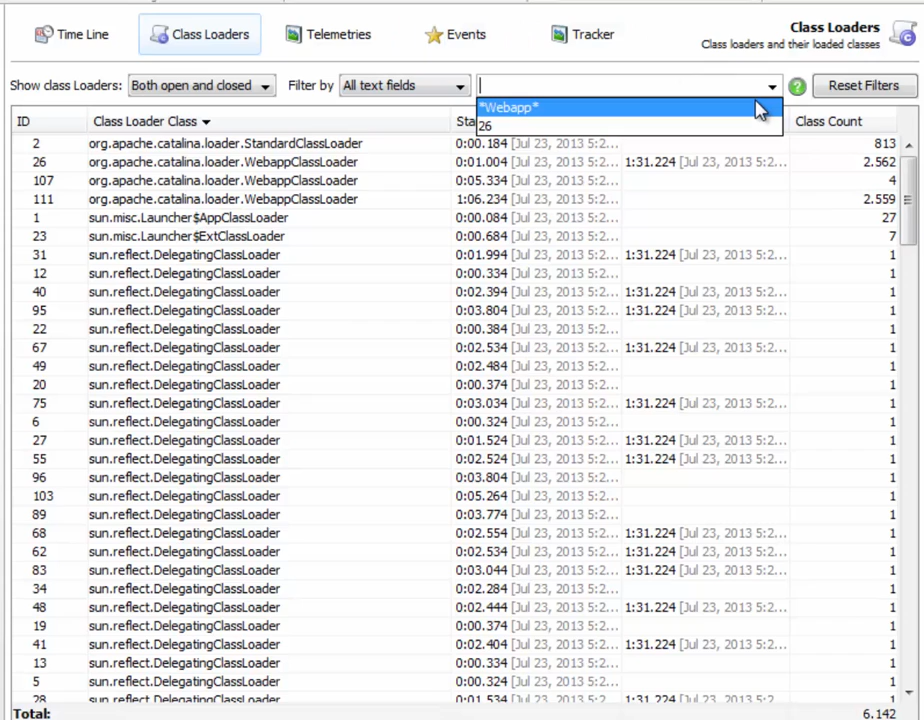 Time Line Class Loaders Telemetries Events Tracker
Class Loaders
Class loaders and their loaded classes
Show class Loaders: Both open and closed Filter by All text fields Reset Filters
*Webapp*
26
ID Class Loader Class Sta Class Count
2 org.apache.catalina.loader.StandardClassLoader 0:00.184 [Jul 23, 2013 5:2... 813
26 org.apache.catalina.loader.WebappClassLoader 0:01.004 [Jul 23, 2013 5:2... 1:31.224 [Jul 23, 2013 5:2... 2.562
107 org.apache.catalina.loader.WebappClassLoader 0:05.334 [Jul 23, 2013 5:2... 4
111 org.apache.catalina.loader.WebappClassLoader 1:06.234 [Jul 23, 2013 5:2... 2.559
1 sun.misc.Launcher$AppClassLoader 0:00.084 [Jul 23, 2013 5:2... 27
23 sun.misc.Launcher$ExtClassLoader 0:00.684 [Jul 23, 2013 5:2... 7
31 sun.reflect.DelegatingClassLoader 0:01.994 [Jul 23, 2013 5:2... 1:31.224 [Jul 23, 2013 5:2... 1
12 sun.reflect.DelegatingClassLoader 0:00.334 [Jul 23, 2013 5:2... 1
40 sun.reflect.DelegatingClassLoader 0:02.394 [Jul 23, 2013 5:2... 1:31.224 [Jul 23, 2013 5:2... 1
95 sun.reflect.DelegatingClassLoader 0:03.804 [Jul 23, 2013 5:2... 1:31.224 [Jul 23, 2013 5:2... 1
22 sun.reflect.DelegatingClassLoader 0:00.384 [Jul 23, 2013 5:2... 1
67 sun.reflect.DelegatingClassLoader 0:02.534 [Jul 23, 2013 5:2... 1:31.224 [Jul 23, 2013 5:2... 1
49 sun.reflect.DelegatingClassLoader 0:02.484 [Jul 23, 2013 5:2... 1
20 sun.reflect.DelegatingClassLoader 0:00.374 [Jul 23, 2013 5:2... 1
75 sun.reflect.DelegatingClassLoader 0:03.034 [Jul 23, 2013 5:2... 1:31.224 [Jul 23, 2013 5:2... 1
6 sun.reflect.DelegatingClassLoader 0:00.324 [Jul 23, 2013 5:2... 1
27 sun.reflect.DelegatingClassLoader 0:01.524 [Jul 23, 2013 5:2... 1:31.224 [Jul 23, 2013 5:2... 1
55 sun.reflect.DelegatingClassLoader 0:02.524 [Jul 23, 2013 5:2... 1:31.224 [Jul 23, 2013 5:2... 1
96 sun.reflect.DelegatingClassLoader 0:03.804 [Jul 23, 2013 5:2... 1
103 sun.reflect.DelegatingClassLoader 0:05.264 [Jul 23, 2013 5:2... 1
89 sun.reflect.DelegatingClassLoader 0:03.774 [Jul 23, 2013 5:2... 1
68 sun.reflect.DelegatingClassLoader 0:02.554 [Jul 23, 2013 5:2... 1:31.224 [Jul 23, 2013 5:2... 1
62 sun.reflect.DelegatingClassLoader 0:02.534 [Jul 23, 2013 5:2... 1:31.224 [Jul 23, 2013 5:2... 1
83 sun.reflect.DelegatingClassLoader 0:03.044 [Jul 23, 2013 5:2... 1:31.224 [Jul 23, 2013 5:2... 1
34 sun.reflect.DelegatingClassLoader 0:02.284 [Jul 23, 2013 5:2... 1
48 sun.reflect.DelegatingClassLoader 0:02.444 [Jul 23, 2013 5:2... 1:31.224 [Jul 23, 2013 5:2... 1
19 sun.reflect.DelegatingClassLoader 0:00.374 [Jul 23, 2013 5:2... 1
41 sun.reflect.DelegatingClassLoader 0:02.404 [Jul 23, 2013 5:2... 1:31.224 [Jul 23, 2013 5:2... 1
13 sun.reflect.DelegatingClassLoader 0:00.334 [Jul 23, 2013 5:2... 1
5 sun.reflect.DelegatingClassLoader 0:00.324 [Jul 23, 2013 5:2... 1
28 sun.reflect.DelegatingClassLoader 0:01.534 [Jul 23, 2013 5:2... 1:31.224 [Jul 23, 2013 5:2... 1
Total: 6.142